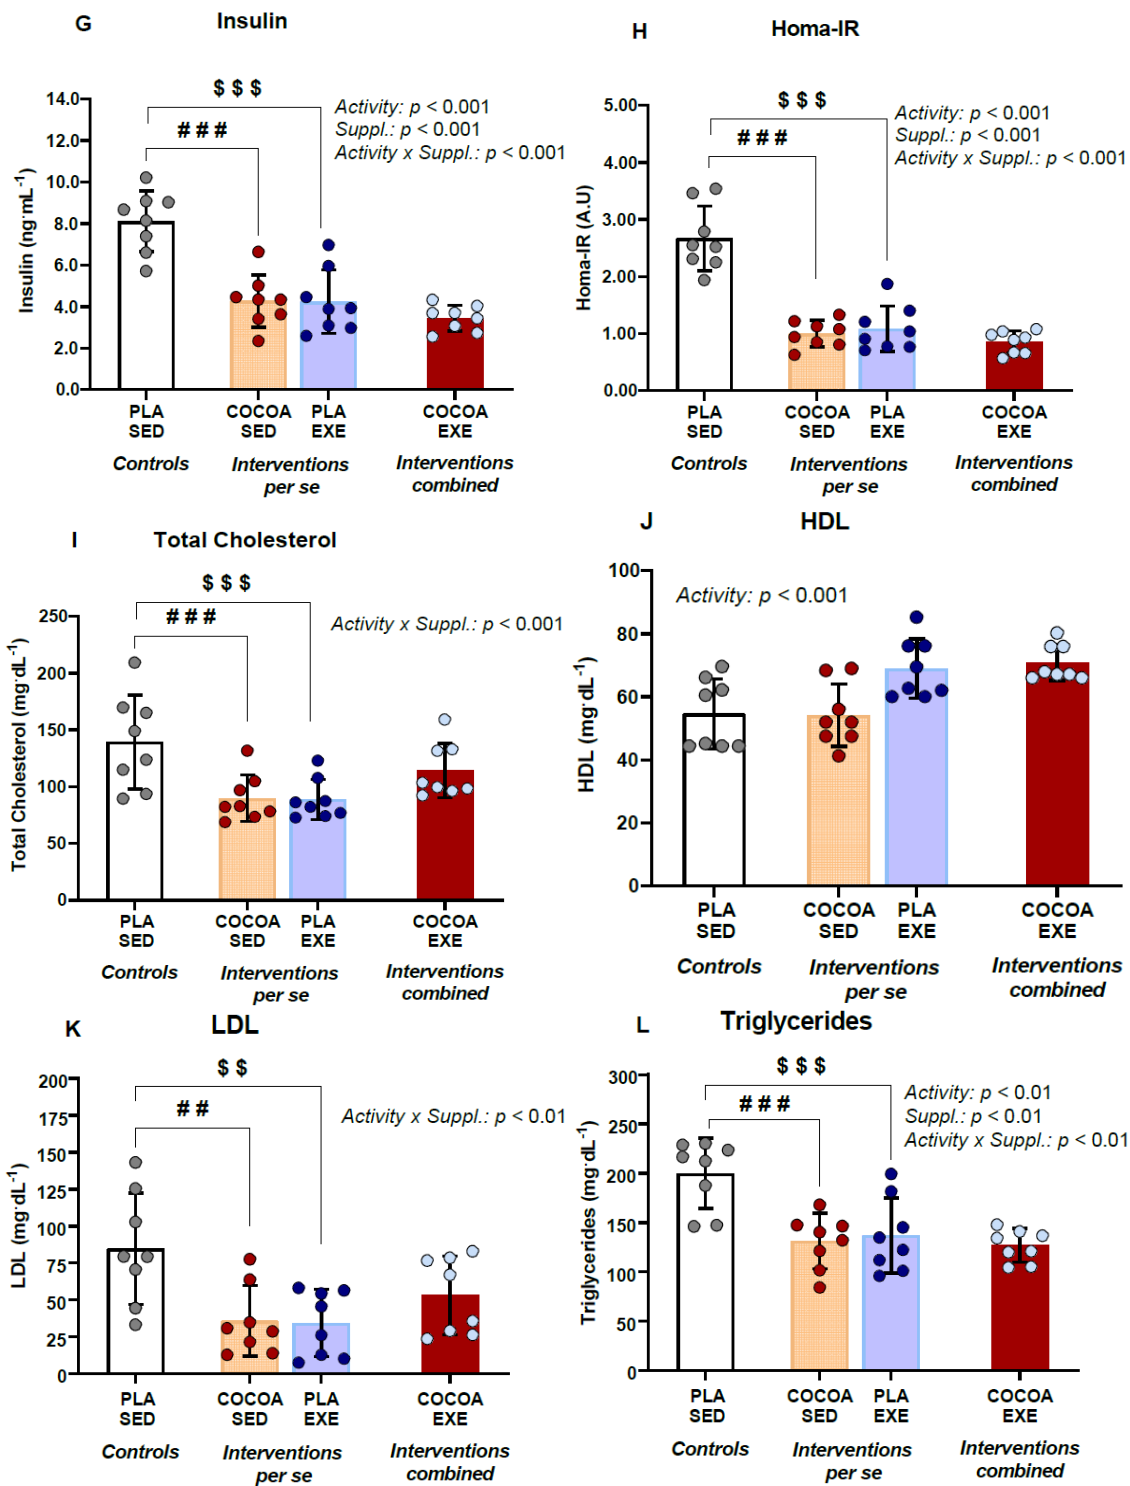 G
Insulin
$ $ $
# # #
Activity: p < 0.001
Suppl.: p < 0.001
Activity x Suppl.: p < 0.001
Insulin (ng·mL⁻¹)
14.0
12.0
10.0
8.0
6.0
4.0
2.0
0.0
PLA
SED
COCOA
SED
PLA
EXE
COCOA
EXE
Controls
Interventions
per se
Interventions
combined
H
Homa-IR
$ $ $
# # #
Activity: p < 0.001
Suppl.: p < 0.001
Activity x Suppl.: p < 0.001
Homa-IR (A.U)
5.00
4.00
3.00
2.00
1.00
0.00
PLA
SED
COCOA
SED
PLA
EXE
COCOA
EXE
Controls
Interventions
per se
Interventions
combined
I
Total Cholesterol
$ $ $
# # #
Activity x Suppl.: p < 0.001
Total Cholesterol (mg·dL⁻¹)
250
200
150
100
50
0
PLA
SED
COCOA
SED
PLA
EXE
COCOA
EXE
Controls
Interventions
per se
Interventions
combined
J
HDL
Activity: p < 0.001
HDL (mg·dL⁻¹)
100
80
60
40
20
0
PLA
SED
COCOA
SED
PLA
EXE
COCOA
EXE
Controls
Interventions
per se
Interventions
combined
K
LDL
$ $
# #
Activity x Suppl.: p < 0.01
LDL (mg·dL⁻¹)
200
175
150
125
100
75
50
25
0
PLA
SED
COCOA
SED
PLA
EXE
COCOA
EXE
Controls
Interventions
per se
Interventions
combined
L
Triglycerides
$ $ $
# # #
Activity: p < 0.01
Suppl.: p < 0.01
Activity x Suppl.: p < 0.01
Triglycerides (mg·dL⁻¹)
300
250
200
150
100
50
0
PLA
SED
COCOA
SED
PLA
EXE
COCOA
EXE
Controls
Interventions
per se
Interventions
combined